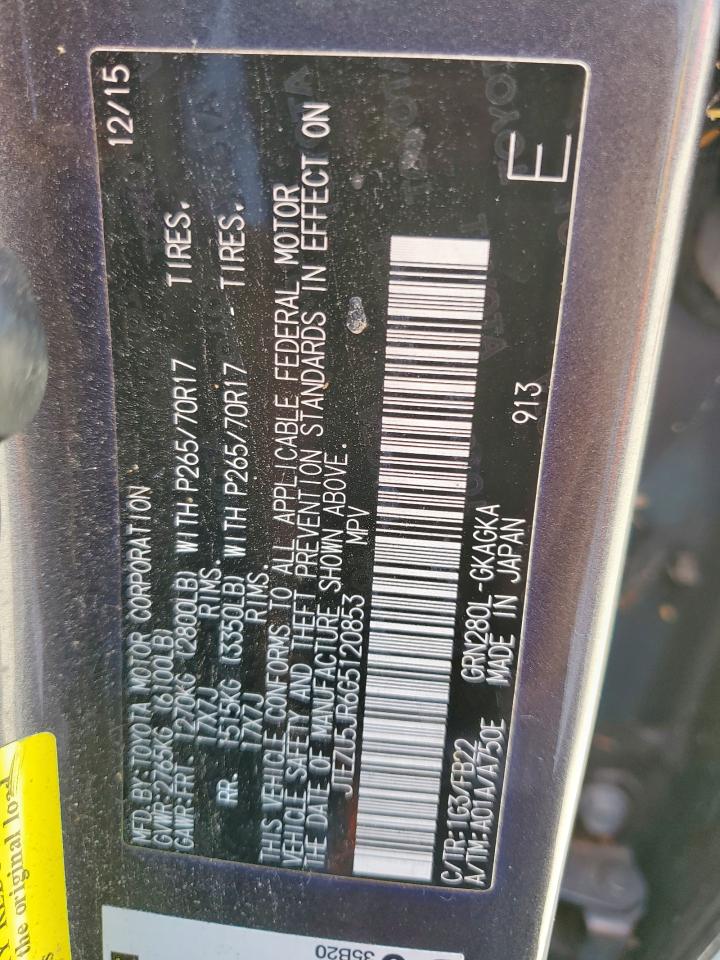 12/15
MFD. BY: TOYOTA MOTOR CORPORATION
GVWR:2765KG (6100LB)
GAWR:FRT. 1270KG (2800LB) WITH P265/70R17 TIRES,
17X7J RIMS,
RR. 1515KG (3350LB) WITH P265/70R17 TIRES,
17X7J RIMS.
THIS VEHICLE CONFORMS TO ALL APPLICABLE FEDERAL MOTOR
VEHICLE SAFETY AND THEFT PREVENTION STANDARDS IN EFFECT ON
THE DATE OF MANUFACTURE SHOWN ABOVE.
JTEZU5JR6G5120853 MPV
C/TR:1G3/FB22 GRN280L-GKAGKA
A/TM-A01A/A750E MADE IN JAPAN
913
E
the original load
35B20